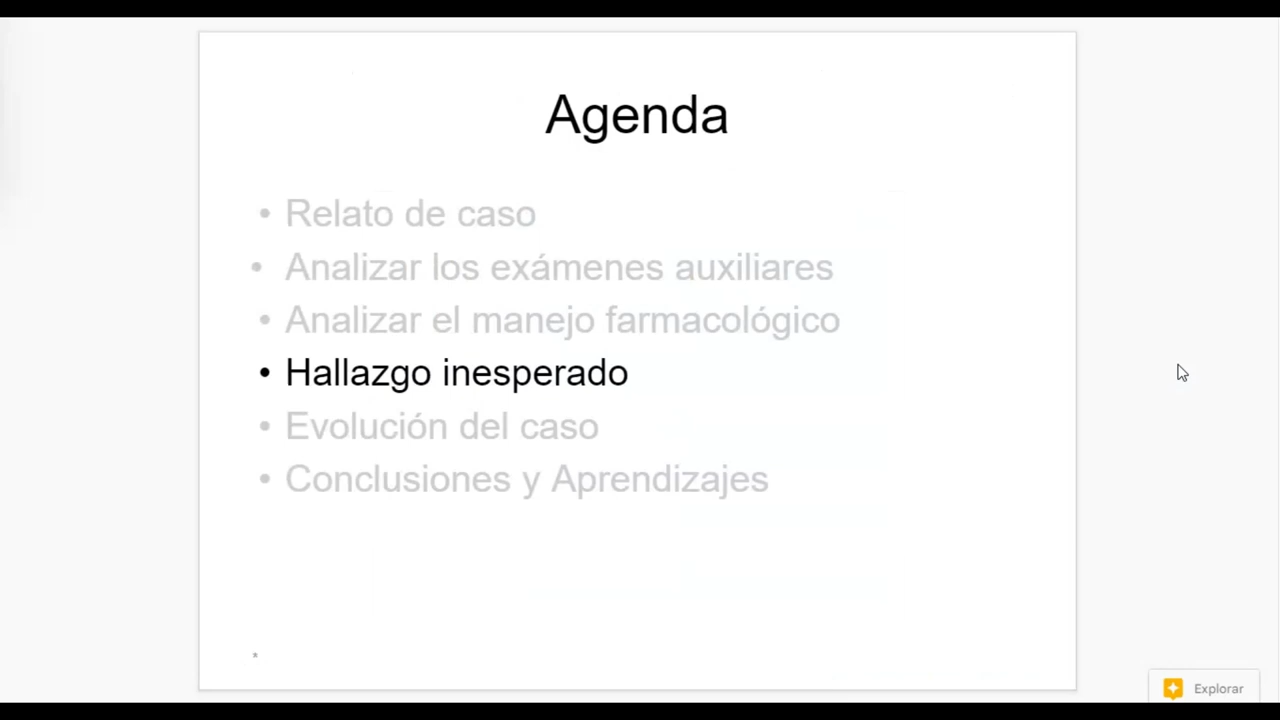 Agenda
• Relato de caso
• Analizar los exámenes auxiliares
• Analizar el manejo farmacológico
• Hallazgo inesperado
• Evolución del caso
• Conclusiones y Aprendizajes
*
Explorar